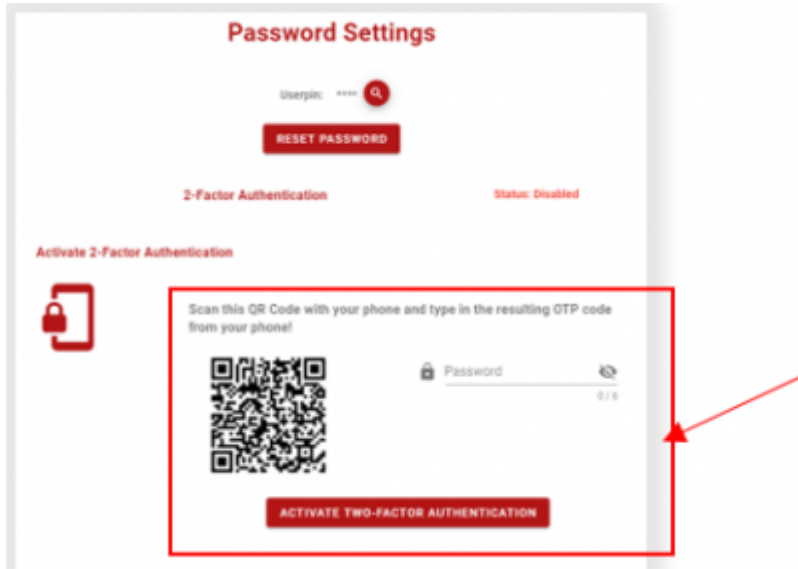 Password Settings
Userpin: ····
RESET PASSWORD
2-Factor Authentication Status: Disabled
Activate 2-Factor Authentication
Scan this QR Code with your phone and type in the resulting OTP code
from your phone!
Password
0 / 6
ACTIVATE TWO-FACTOR AUTHENTICATION